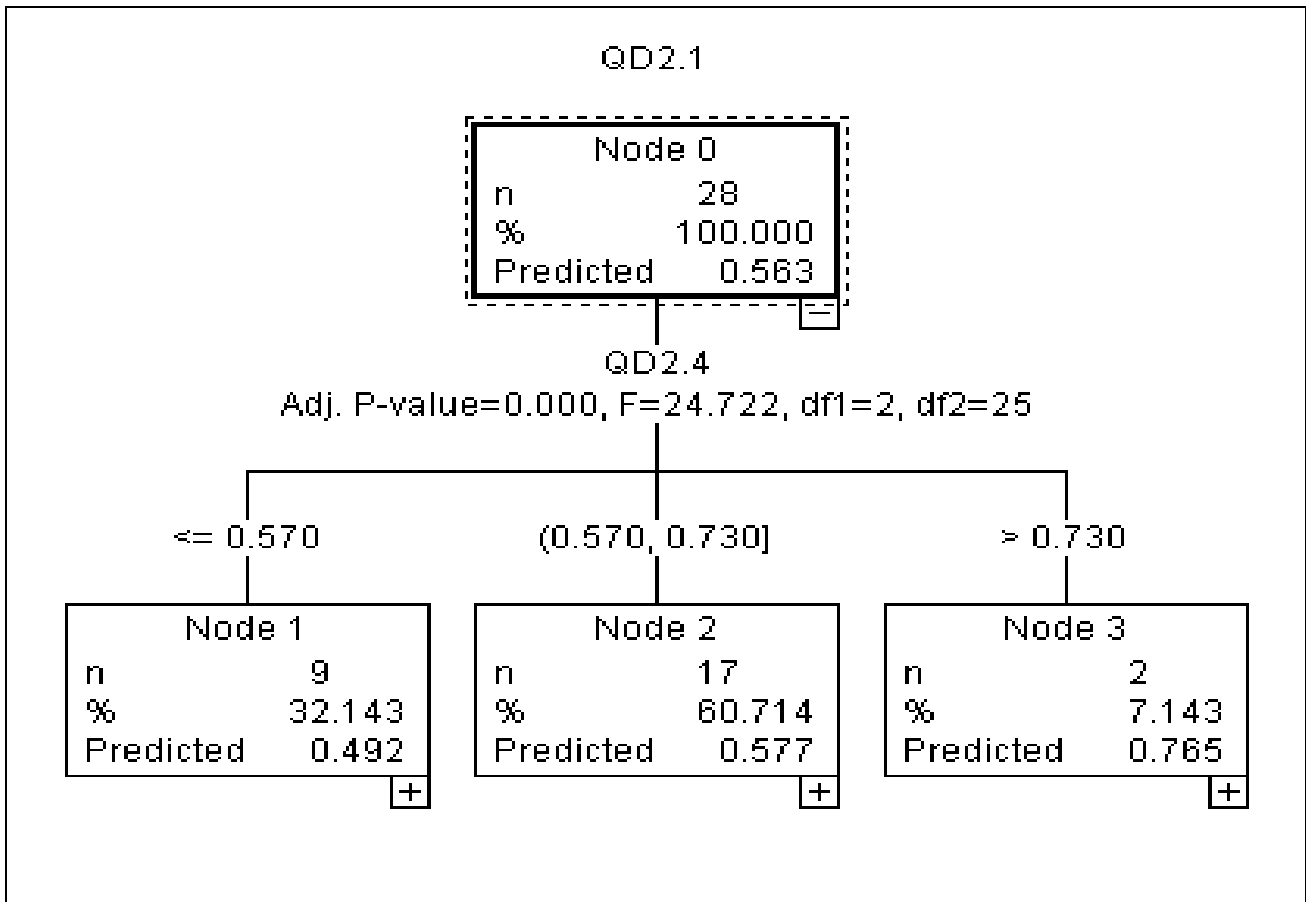 QD2.1
Node 0
n 28
% 100.000
Predicted 0.563
−
QD2.4
Adj. P-value=0.000, F=24.722, df1=2, df2=25
<= 0.570
(0.570, 0.730]
> 0.730
Node 1
n 9
% 32.143
Predicted 0.492
+
Node 2
n 17
% 60.714
Predicted 0.577
+
Node 3
n 2
% 7.143
Predicted 0.765
+